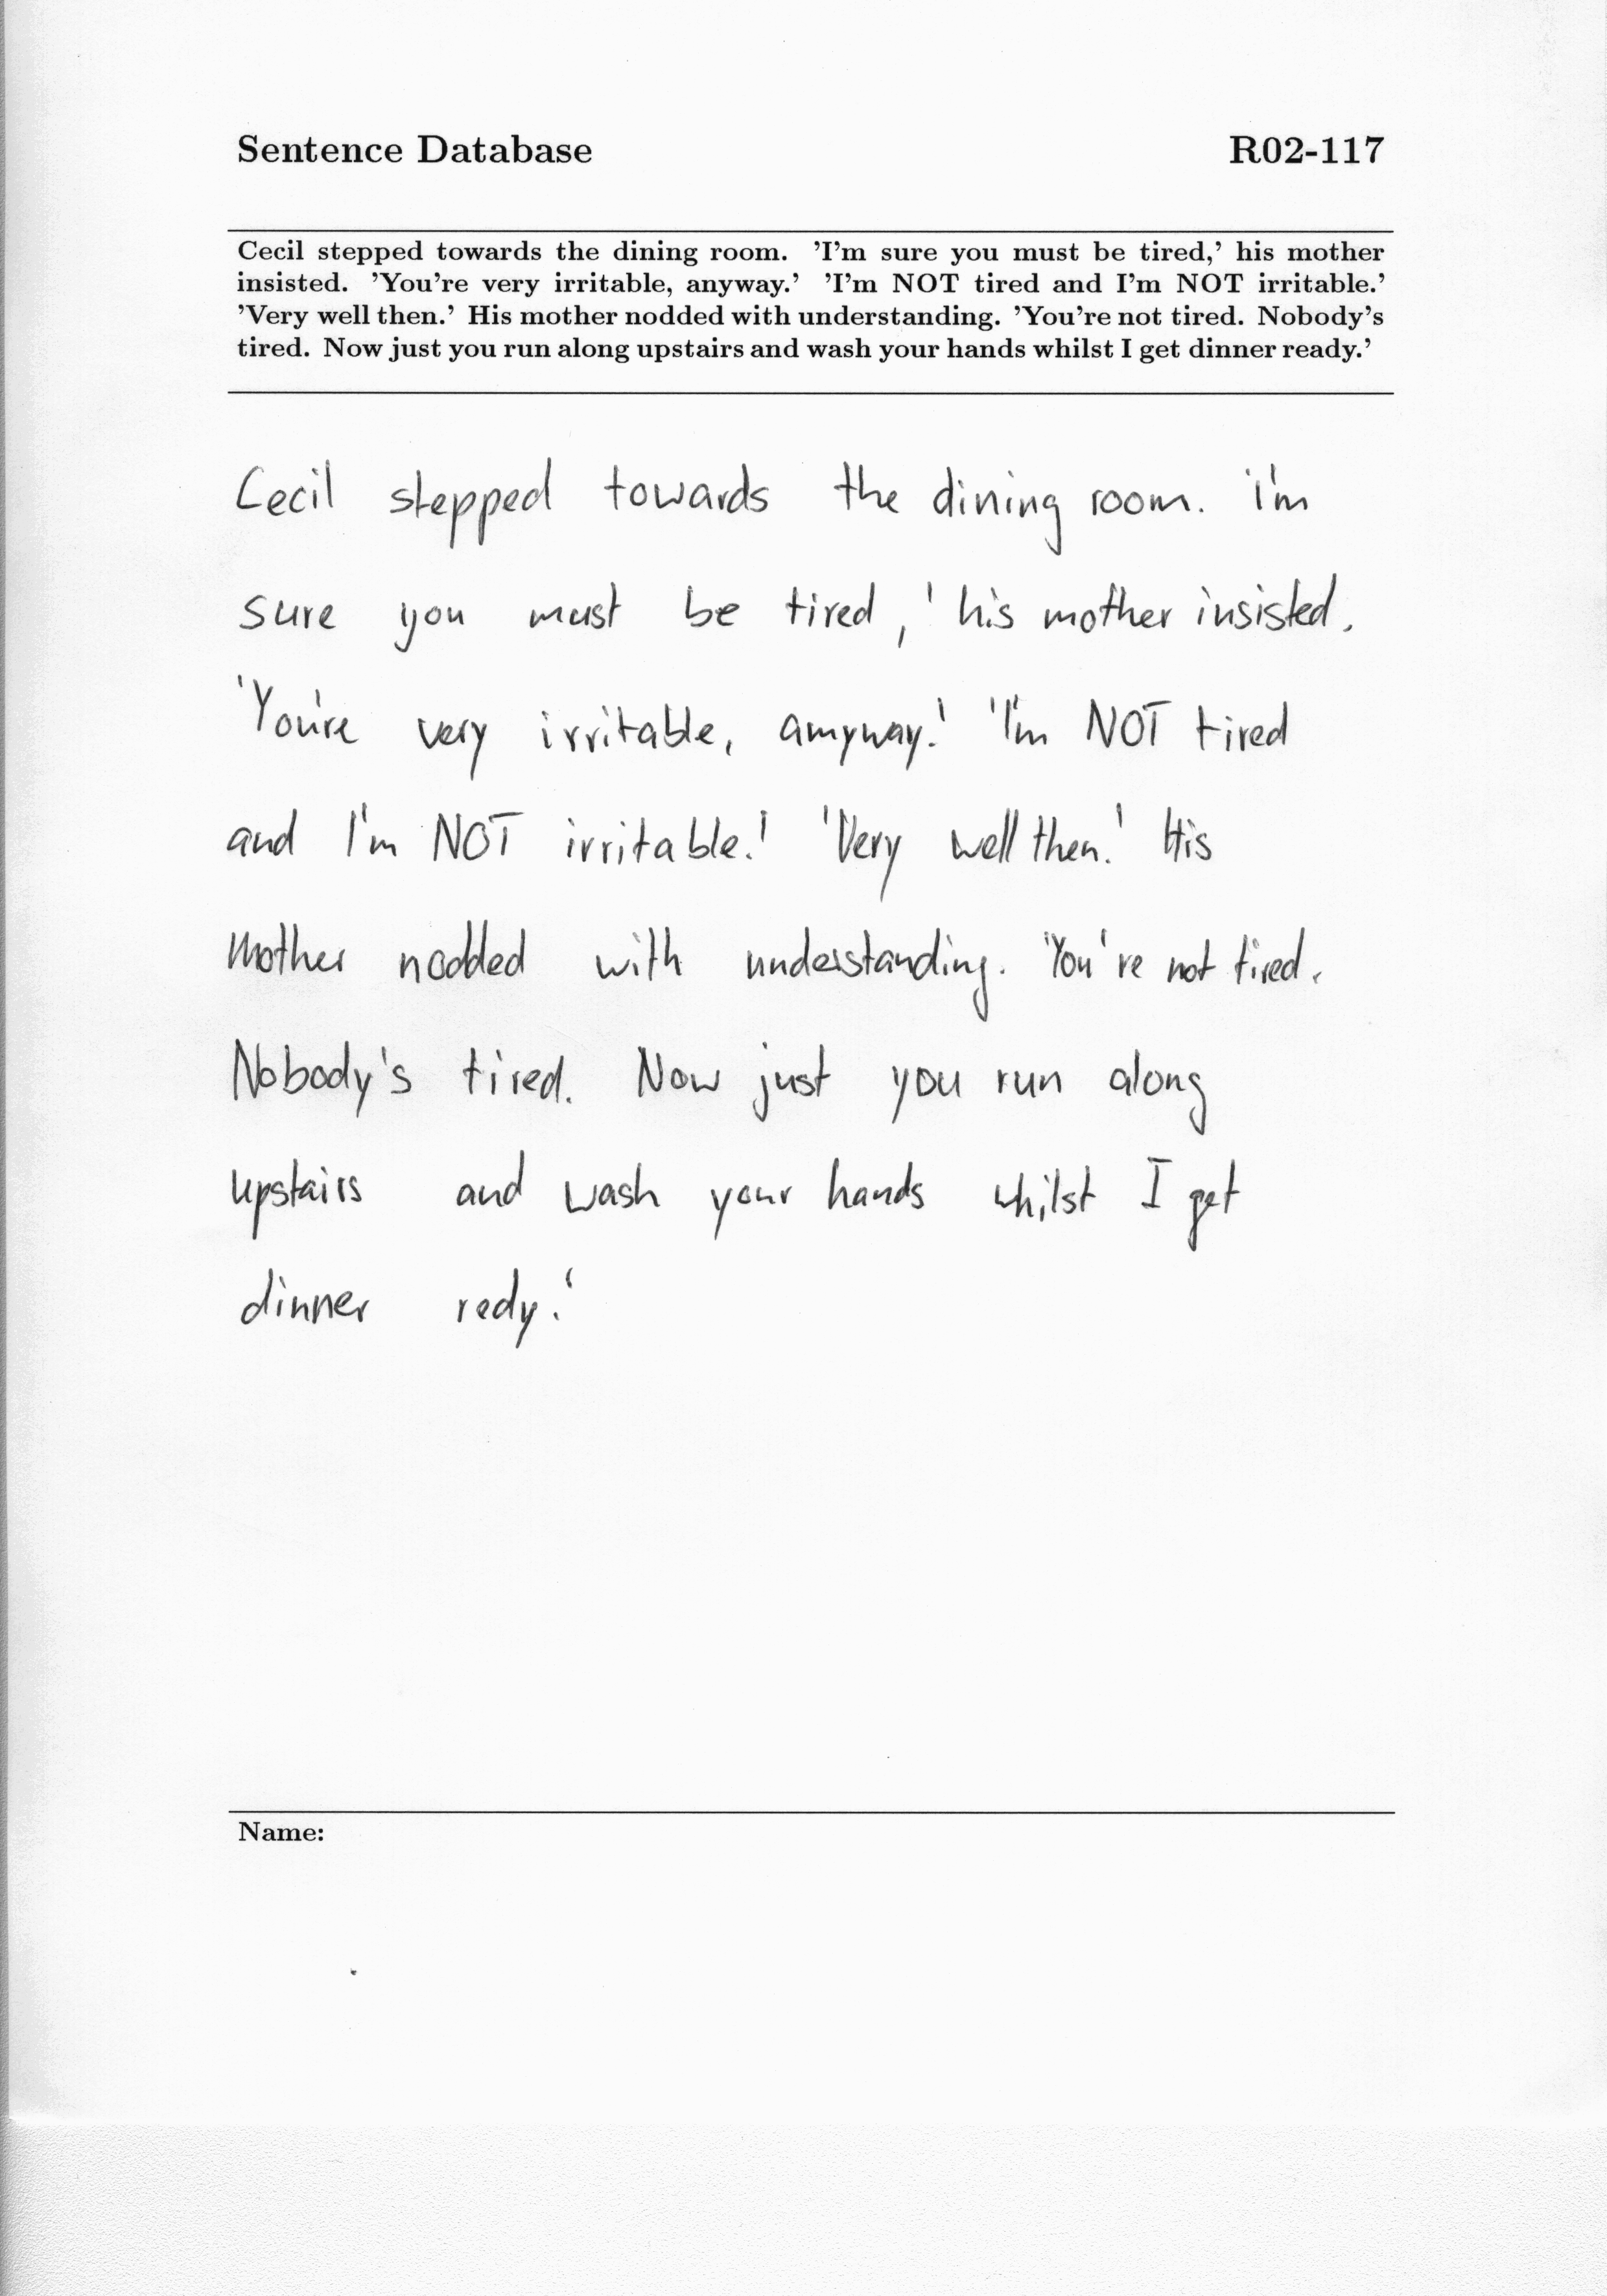 Sentence Database R02-117
Cecil stepped towards the dining room. 'I'm sure you must be tired,' his mother
insisted. 'You're very irritable, anyway.' 'I'm NOT tired and I'm NOT irritable.'
'Very well then.' His mother nodded with understanding. 'You're not tired. Nobody's
tired. Now just you run along upstairs and wash your hands whilst I get dinner ready.'
Cecil stepped towards the dining room. 'I'm
sure you must be tired,' his mother insisted.
'You're very irritable, amyway.' 'I'm NOT tired
and I'm NOT irritable.' 'Very well then.' His
mother nodded with understanding. 'You're not tired.
Nobody's tired. Now just you run along
upstairs and wash your hands whilst I get
dinner redy.'
Name: